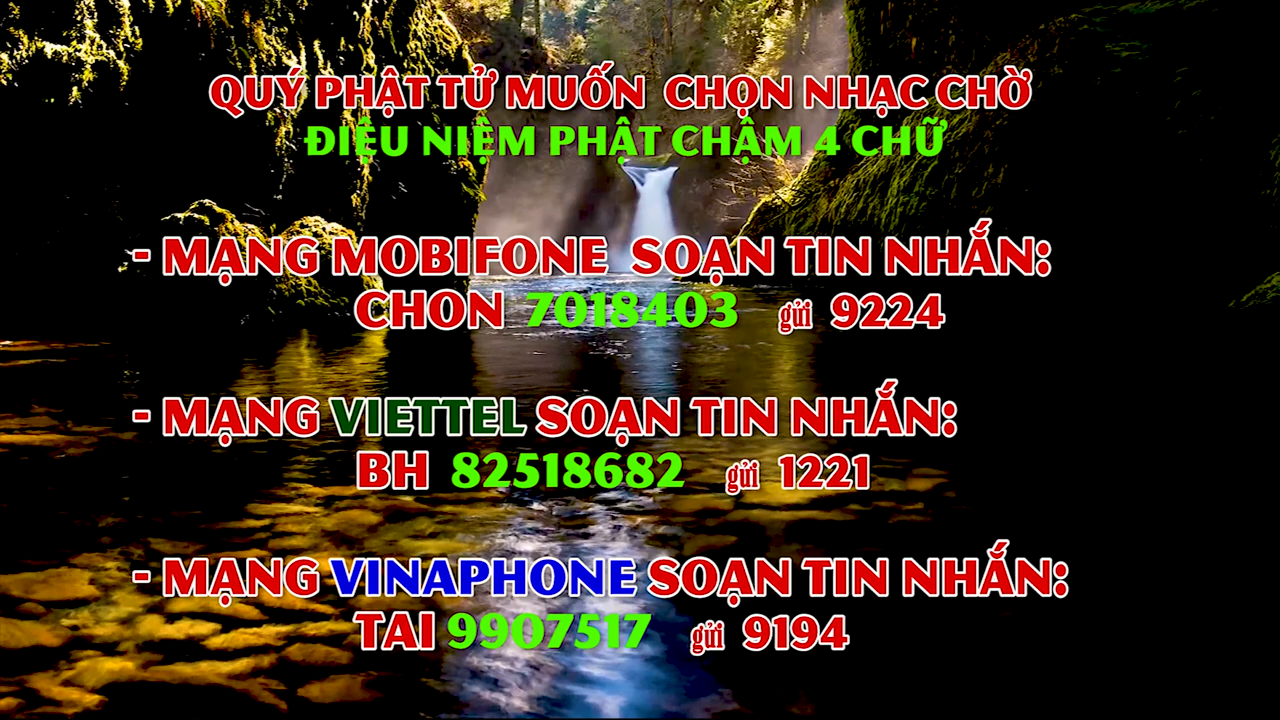 QUÝ PHẬT TỬ MUỐN CHỌN NHẠC CHỜ
ĐIỆU NIỆM PHẬT CHẬM 4 CHỮ
- MẠNG MOBIFONE SOẠN TIN NHẮN:
CHON 7018403 gửi 9224
- MẠNG VIETTEL SOẠN TIN NHẮN:
BH 82518682 gửi 1221
- MẠNG VINAPHONE SOẠN TIN NHẮN:
TAI 9907517 gửi 9194